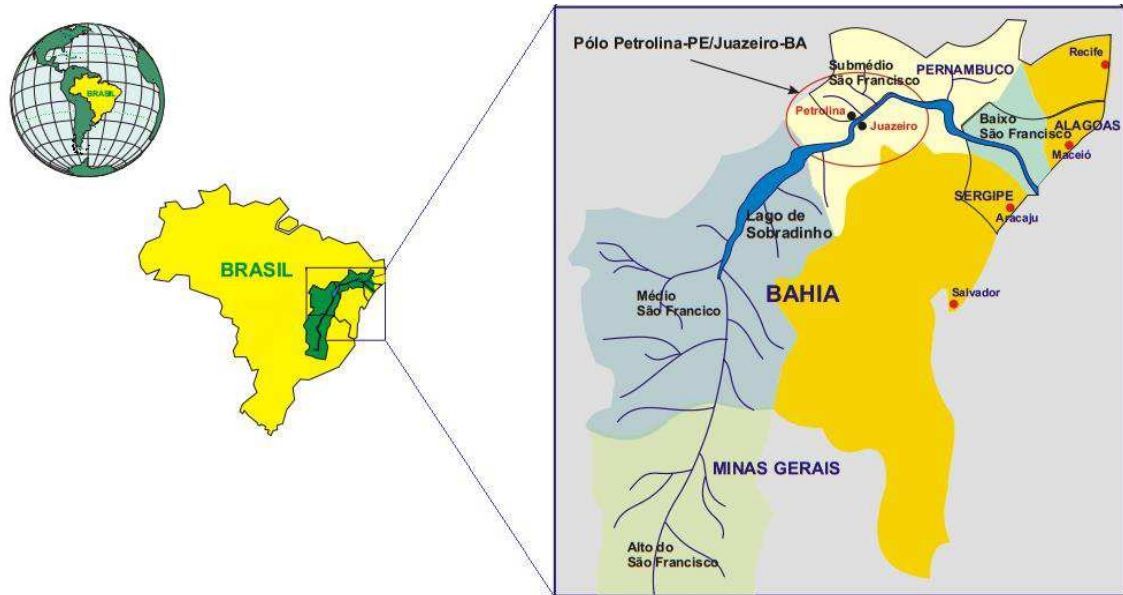 BRASIL
BRASIL
Pólo Petrolina-PE/Juazeiro-BA
Submédio
São Francisco
PERNAMBUCO
Recife
Petrolina
Juazeiro
Baixo
São Francisco
ALAGOAS
Maceió
SERGIPE
Aracaju
Lago de
Sobradinho
BAHIA
Salvador
Médio
São Francico
MINAS GERAIS
Alto do
São Francisco